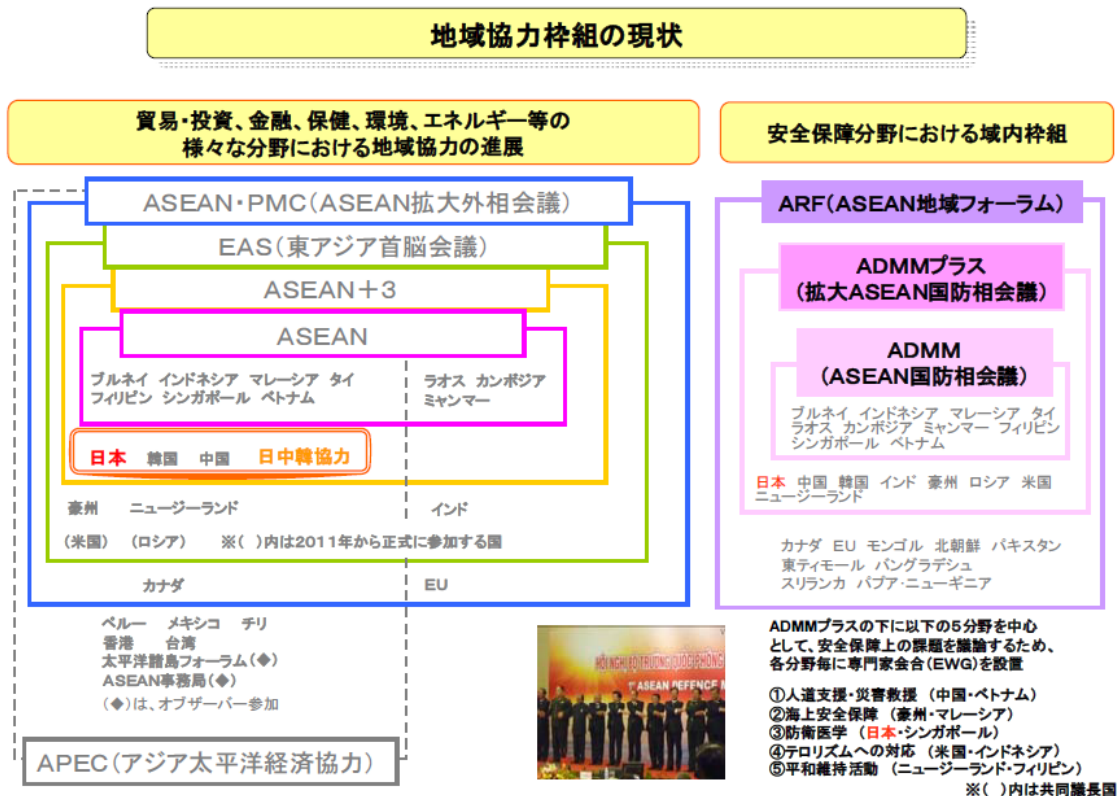 地域協力枠組の現状
貿易・投資、金融、保健、環境、エネルギー等の
様々な分野における地域協力の進展
ASEAN・PMC(ASEAN拡大外相会議)
EAS(東アジア首脳会議)
ASEAN+3
ASEAN
ブルネイ インドネシア マレーシア タイ
フィリピン シンガポール ベトナム
ラオス カンボジア
ミャンマー
日本 韓国 中国 日中韓協力
豪州 ニュージーランド
インド
(米国) (ロシア) ※( )内は2011年から正式に参加する国
カナダ
EU
ペルー メキシコ チリ
香港 台湾
太平洋諸島フォーラム(◆)
ASEAN事務局(◆)
(◆)は、オブザーバー参加
APEC(アジア太平洋経済協力)
安全保障分野における域内枠組
ARF(ASEAN地域フォーラム)
ADMMプラス
(拡大ASEAN国防相会議)
ADMM
(ASEAN国防相会議)
ブルネイ インドネシア マレーシア タイ
ラオス カンボジア ミャンマー フィリピン
シンガポール ベトナム
日本 中国 韓国 インド 豪州 ロシア 米国
ニュージーランド
カナダ EU モンゴル 北朝鮮 パキスタン
東ティモール バングラデシュ
スリランカ パプア・ニューギニア
HỘI NGHỊ BỘ TRƯỞNG QUỐC PHÒNG
ASEAN DEFENCE M
ADMMプラスの下に以下の5分野を中心
として、安全保障上の課題を議論するため、
各分野毎に専門家会合(EWG)を設置
①人道支援・災害救援 (中国・ベトナム)
②海上安全保障 (豪州・マレーシア)
③防衛医学 (日本・シンガポール)
④テロリズムへの対応 (米国・インドネシア)
⑤平和維持活動 (ニュージーランド・フィリピン)
※( )内は共同議長国